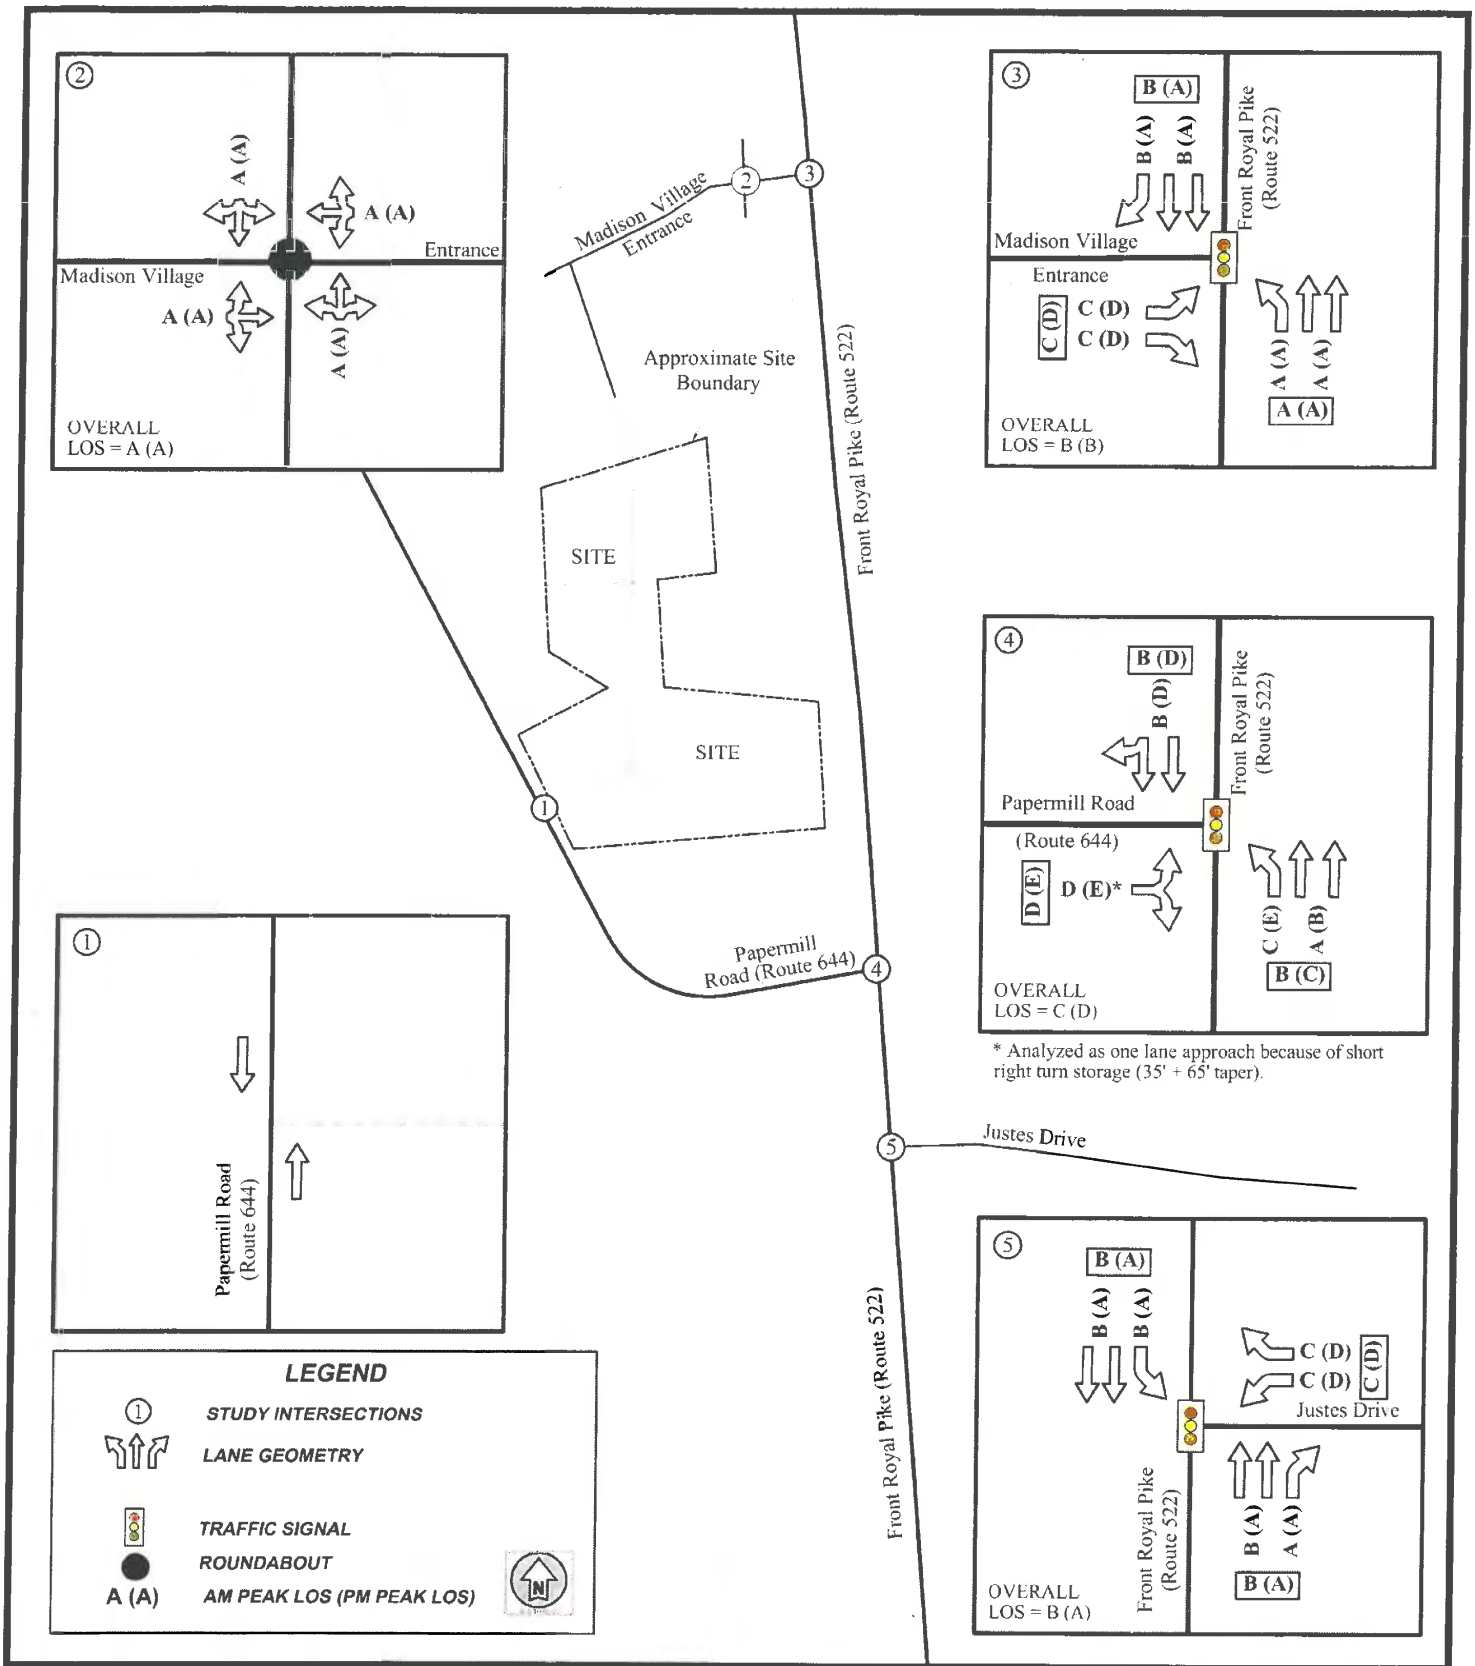 2
A (A)
A (A)
Entrance
Madison Village
A (A)
A (A)
OVERALL
LOS = A (A)
Madison Village
Entrance
2
3
Front Royal Pike (Route 522)
Approximate Site
Boundary
SITE
SITE
1
Papermill
Road (Route 644)
4
5
Justes Drive
Front Royal Pike (Route 522)
3
B (A)
B (A)
B (A)
Front Royal Pike
(Route 522)
Madison Village
Entrance
C (D)
C (D)
C (D)
A (A)
A (A)
A (A)
OVERALL
LOS = B (B)
4
B (D)
B (D)
Front Royal Pike
(Route 522)
Papermill Road
(Route 644)
D (E)
D (E)*
C (E)
A (B)
B (C)
OVERALL
LOS = C (D)
* Analyzed as one lane approach because of short
right turn storage (35' + 65' taper).
1
Papermill Road
(Route 644)
5
B (A)
B (A)
B (A)
C (D)
C (D)
C (D)
Justes Drive
Front Royal Pike
(Route 522)
B (A)
A (A)
B (A)
OVERALL
LOS = B (A)
LEGEND
1
STUDY INTERSECTIONS
LANE GEOMETRY
TRAFFIC SIGNAL
ROUNDABOUT
A (A)
AM PEAK LOS (PM PEAK LOS)
N